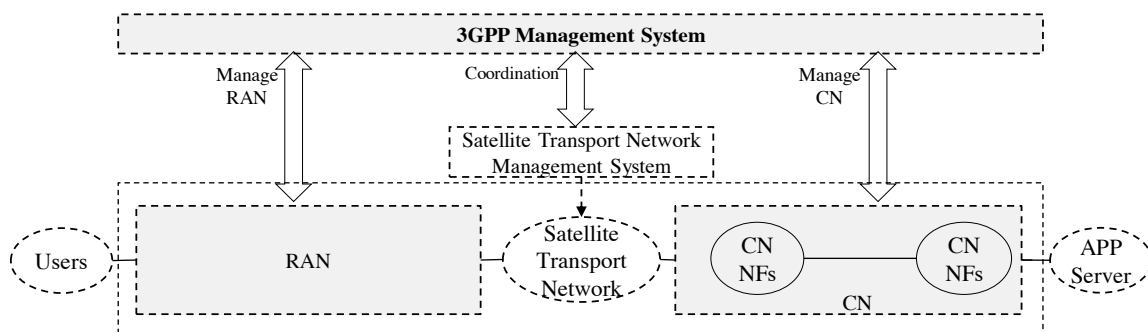 3GPP Management System
Manage
RAN
Coordination
Manage
CN
Satellite Transport Network
Management System
Users
RAN
Satellite
Transport
Network
CN
NFs
CN
NFs
CN
APP
Server